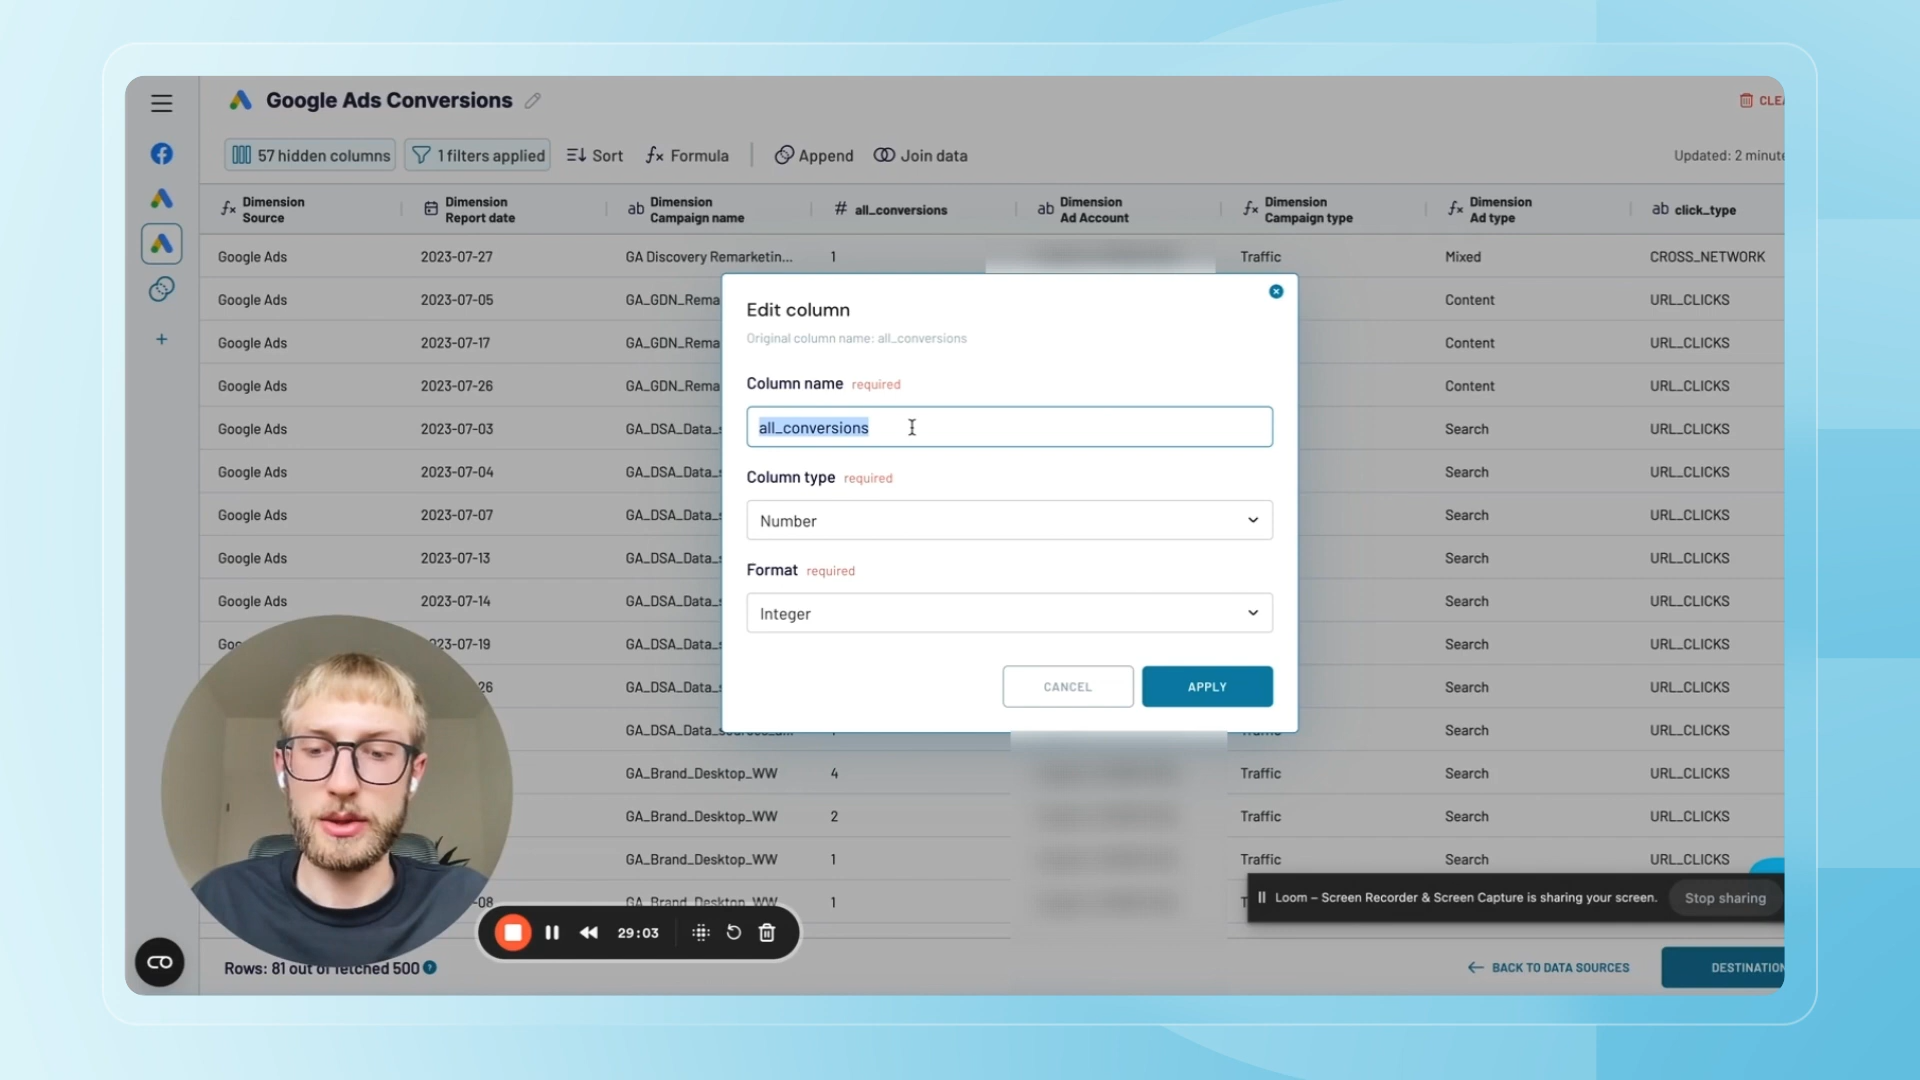 Google Ads Conversions
CLEA
57 hidden columns
1 filters applied
Sort
Formula
Append
Join data
Updated: 2 minute
Dimension Source
Dimension Report date
ab Dimension Campaign name
# all_conversions
ab Dimension Ad Account
Dimension Campaign type
Dimension Ad type
ab click_type
Google Ads 2023-07-27 GA Discovery Remarketin... 1 Traffic Mixed CROSS_NETWORK
Google Ads 2023-07-05 GA_GDN_Rema Content URL_CLICKS
Google Ads 2023-07-17 GA_GDN_Rema Content URL_CLICKS
Google Ads 2023-07-26 GA_GDN_Rema Content URL_CLICKS
Google Ads 2023-07-03 GA_DSA_Data_ Search URL_CLICKS
Google Ads 2023-07-04 GA_DSA_Data_ Search URL_CLICKS
Google Ads 2023-07-07 GA_DSA_Data_ Search URL_CLICKS
Google Ads 2023-07-13 GA_DSA_Data_ Search URL_CLICKS
Google Ads 2023-07-14 GA_DSA_Data_ Search URL_CLICKS
Goo 23-07-19 GA_DSA_Data_ Search URL_CLICKS
26 GA_DSA_Data_ Search URL_CLICKS
GA_DSA_Data_ Search URL_CLICKS
GA_Brand_Desktop_WW 4 Traffic Search URL_CLICKS
GA_Brand_Desktop_WW 2 Traffic Search URL_CLICKS
GA_Brand_Desktop_WW 1 Traffic Search URL_CLICKS
-08 GA_Brand_Desktop_WW 1
Edit column
Original column name: all_conversions
Column name required
all_conversions
Column type required
Number
Format required
Integer
CANCEL
APPLY
Loom – Screen Recorder & Screen Capture is sharing your screen.
Stop sharing
29:03
Rows: 81 out of fetched 500
BACK TO DATA SOURCES
DESTINATION